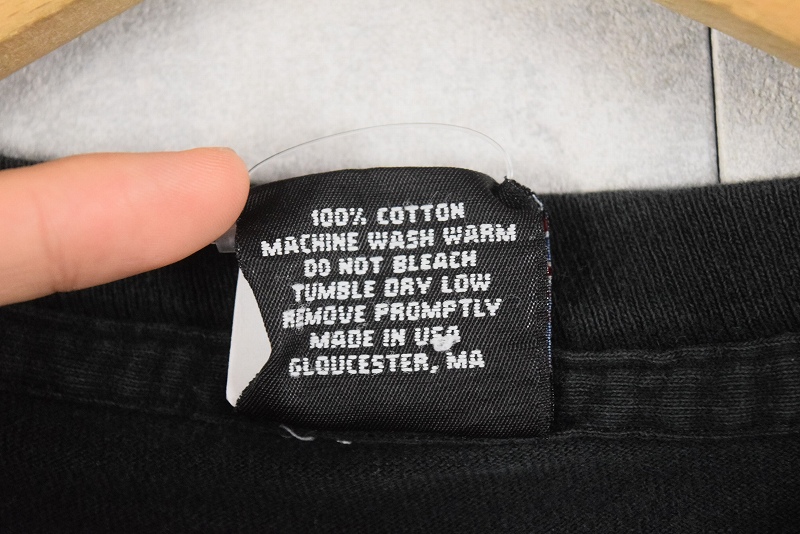 100% COTTON
MACHINE WASH WARM
DO NOT BLEACH
TUMBLE DRY LOW
REMOVE PROMPTLY
MADE IN USA
GLOUCESTER, MA